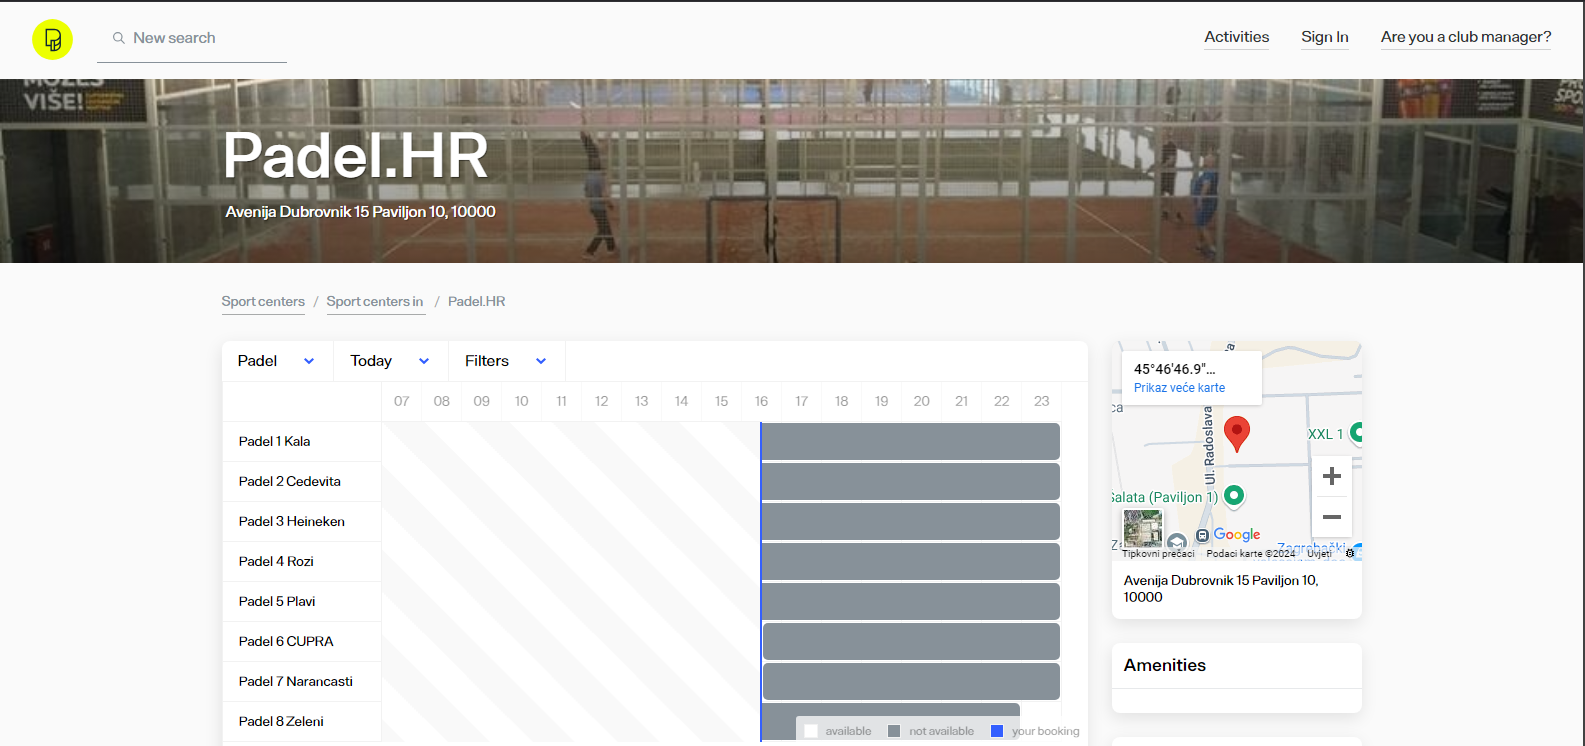 New search
Activities
Sign In
Are you a club manager?
MOŽEŠ
VIŠE!
Padel.HR
Avenija Dubrovnik 15 Paviljon 10, 10000
Sport centers / Sport centers in / Padel.HR
Padel
Today
Filters
07 08 09 10 11 12 13 14 15 16 17 18 19 20 21 22 23
Padel 1 Kala
Padel 2 Cedevita
Padel 3 Heineken
Padel 4 Rozi
Padel 5 Plavi
Padel 6 CUPRA
Padel 7 Narancasti
Padel 8 Zeleni
available
not available
your booking
45°46'46.9"...
Prikaz veće karte
Ul. Radoslava
XXL 1
Salata (Paviljon 1)
Google
Zagrebački
Tipkovni prečaci
Podaci karte ©2024
Uvjeti
Avenija Dubrovnik 15 Paviljon 10,
10000
Amenities